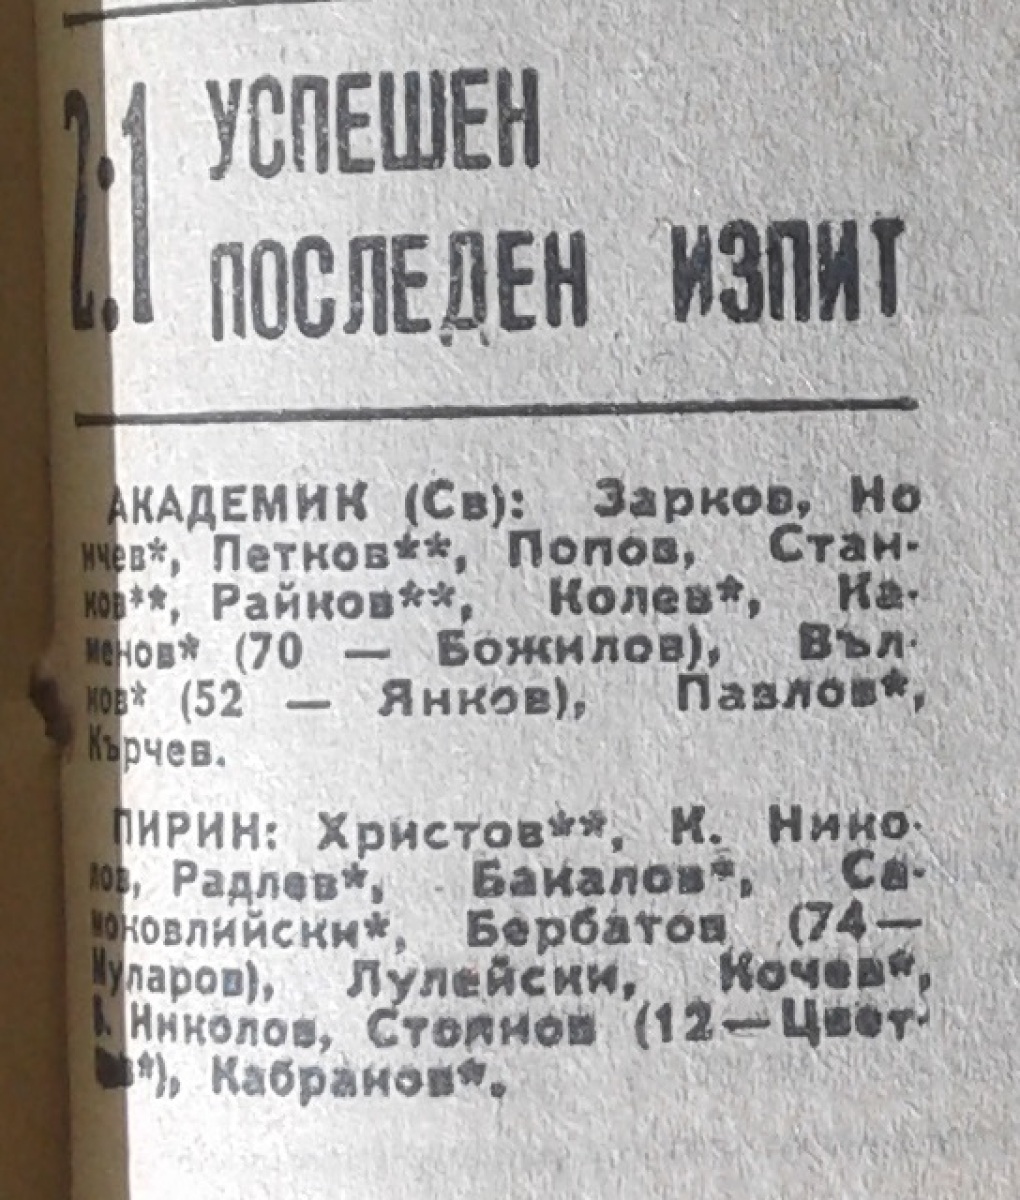 2:1
УСПЕШЕН
ПОСЛЕДЕН ИЗПИТ
АКАДЕМИК (Св): Зарков, Но
ичев*, Петков**, Попов, Стан-
ков**, Райков**, Колев*, Ка-
менов* (70 — Божилов), Въл-
ков* (52 — Янков), Павлов*,
Кърчев.
ПИРИН: Христов**, К. Нико-
лов, Радлев*, Бакалов*, Са-
моковлийски*, Бербатов (74 —
Муларов), Лулейски, Кочев*,
Николов, Стоянов (12 — Цвет-
Кабранов*.